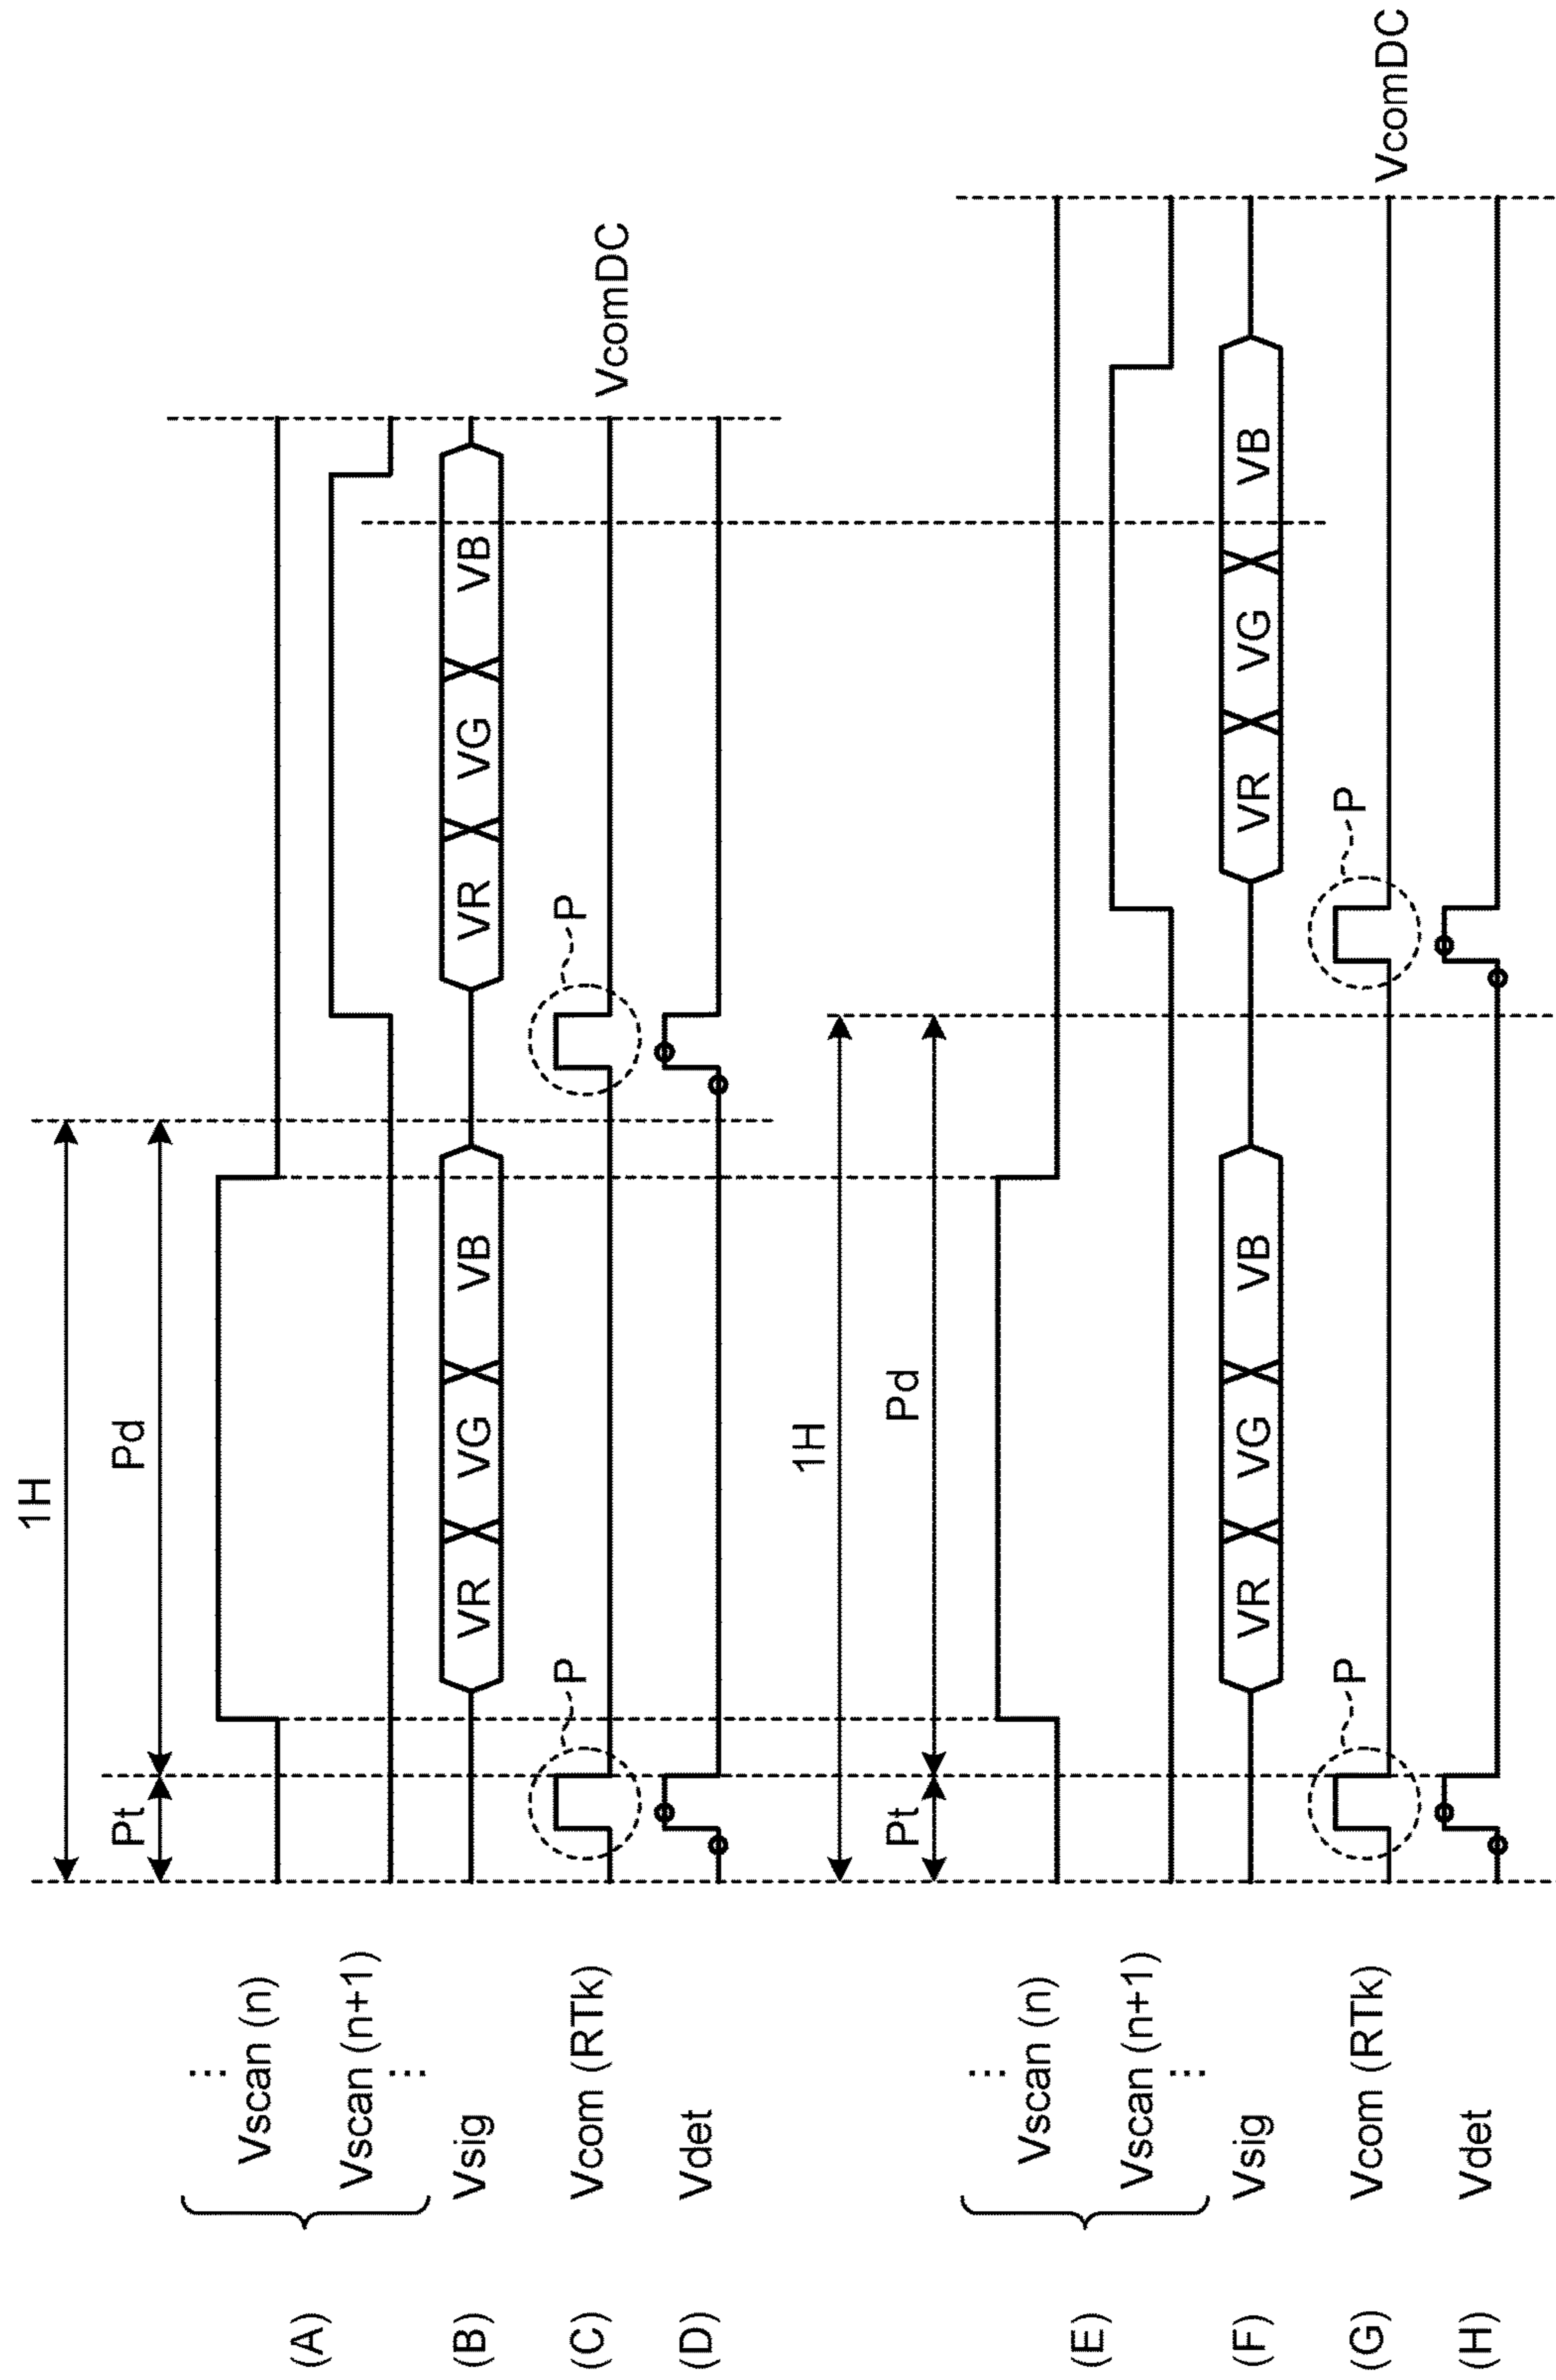 1H
Pt
Pd
(A)
⋮
Vscan (n)
Vscan (n+1)
⋮
(B)
Vsig
VR
VG
VB
VR
VG
VB
(C)
Vcom (RTk)
P
P
VcomDC
(D)
Vdet
1H
Pt
Pd
(E)
⋮
Vscan (n)
Vscan (n+1)
⋮
(F)
Vsig
VR
VG
VB
VR
VG
VB
(G)
Vcom (RTk)
P
P
VcomDC
(H)
Vdet